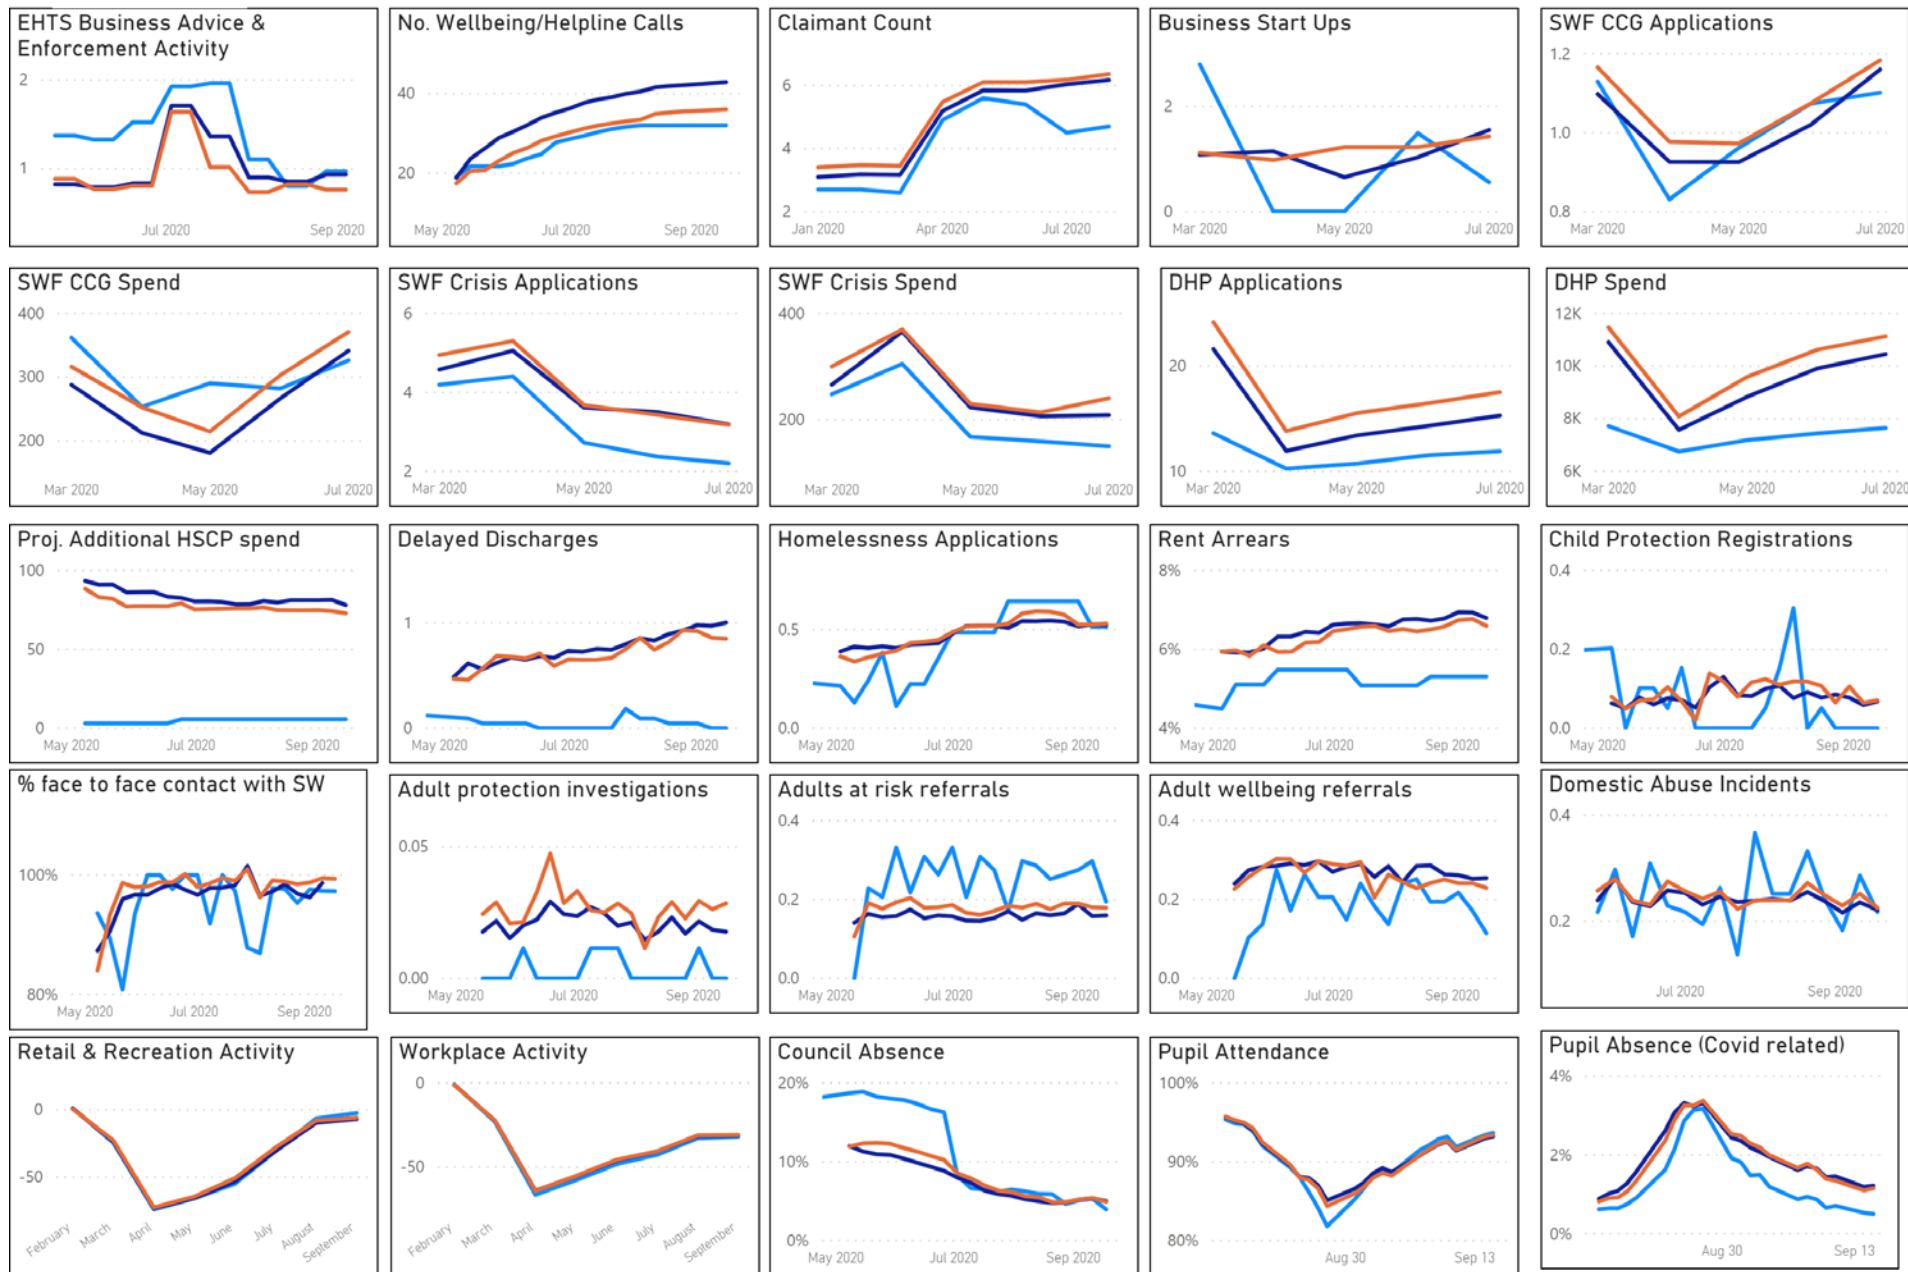 EHTS Business Advice &
Enforcement Activity
2
1
Jul 2020
Sep 2020
No. Wellbeing/Helpline Calls
40
20
May 2020
Jul 2020
Sep 2020
Claimant Count
6
4
2
Jan 2020
Apr 2020
Jul 2020
Business Start Ups
2
0
Mar 2020
May 2020
Jul 2020
SWF CCG Applications
1.2
1.0
0.8
Mar 2020
May 2020
Jul 2020
SWF CCG Spend
400
300
200
Mar 2020
May 2020
Jul 2020
SWF Crisis Applications
6
4
2
Mar 2020
May 2020
Jul 2020
SWF Crisis Spend
400
200
Mar 2020
May 2020
Jul 2020
DHP Applications
20
10
Mar 2020
May 2020
Jul 2020
DHP Spend
12K
10K
8K
6K
Mar 2020
May 2020
Jul 2020
Proj. Additional HSCP spend
100
50
0
May 2020
Jul 2020
Sep 2020
Delayed Discharges
1
0
May 2020
Jul 2020
Sep 2020
Homelessness Applications
0.5
0.0
May 2020
Jul 2020
Sep 2020
Rent Arrears
8%
6%
4%
May 2020
Jul 2020
Sep 2020
Child Protection Registrations
0.4
0.2
0.0
May 2020
Jul 2020
Sep 2020
% face to face contact with SW
100%
80%
May 2020
Jul 2020
Sep 2020
Adult protection investigations
0.05
0.00
May 2020
Jul 2020
Sep 2020
Adults at risk referrals
0.4
0.2
0.0
May 2020
Jul 2020
Sep 2020
Adult wellbeing referrals
0.4
0.2
0.0
May 2020
Jul 2020
Sep 2020
Domestic Abuse Incidents
0.4
0.2
Jul 2020
Sep 2020
Retail & Recreation Activity
0
-50
February
March
April
May
June
July
August
September
Workplace Activity
0
-50
February
March
April
May
June
July
August
September
Council Absence
20%
10%
0%
May 2020
Jul 2020
Sep 2020
Pupil Attendance
100%
90%
80%
Aug 30
Sep 13
Pupil Absence (Covid related)
4%
2%
0%
Aug 30
Sep 13